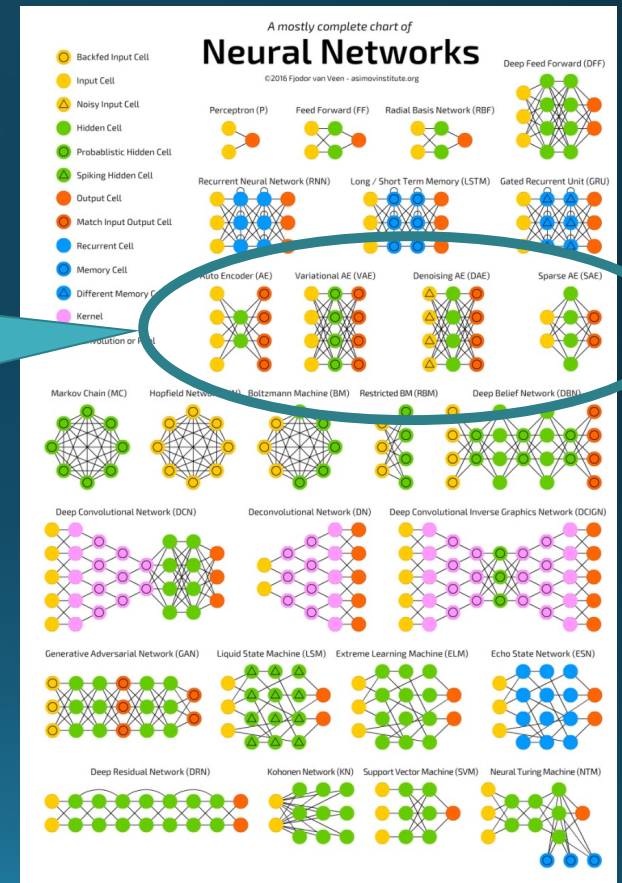 A mostly complete chart of
Neural Networks
©2016 Fjodor van Veen - asimovinstitute.org
Backfed Input Cell
Input Cell
Noisy Input Cell
Hidden Cell
Probablistic Hidden Cell
Spiking Hidden Cell
Output Cell
Match Input Output Cell
Recurrent Cell
Memory Cell
Different Memory
Kernel
Deep Feed Forward (DFF)
Perceptron (P) Feed Forward (FF) Radial Basis Network (RBF)
Recurrent Neural Network (RNN) Long / Short Term Memory (LSTM) Gated Recurrent Unit (GRU)
Auto Encoder (AE) Variational AE (VAE) Denoising AE (DAE) Sparse AE (SAE)
Markov Chain (MC) Hopfield Boltzmann Machine (BM) Restricted BM (RBM) Deep Belief Network (DBN)
Deep Convolutional Network (DCN) Deconvolutional Network (DN) Deep Convolutional Inverse Graphics Network (DCIGN)
Generative Adversarial Network (GAN) Liquid State Machine (LSM) Extreme Learning Machine (ELM) Echo State Network (ESN)
Deep Residual Network (DRN) Kohonen Network (KN) Support Vector Machine (SVM) Neural Turing Machine (NTM)